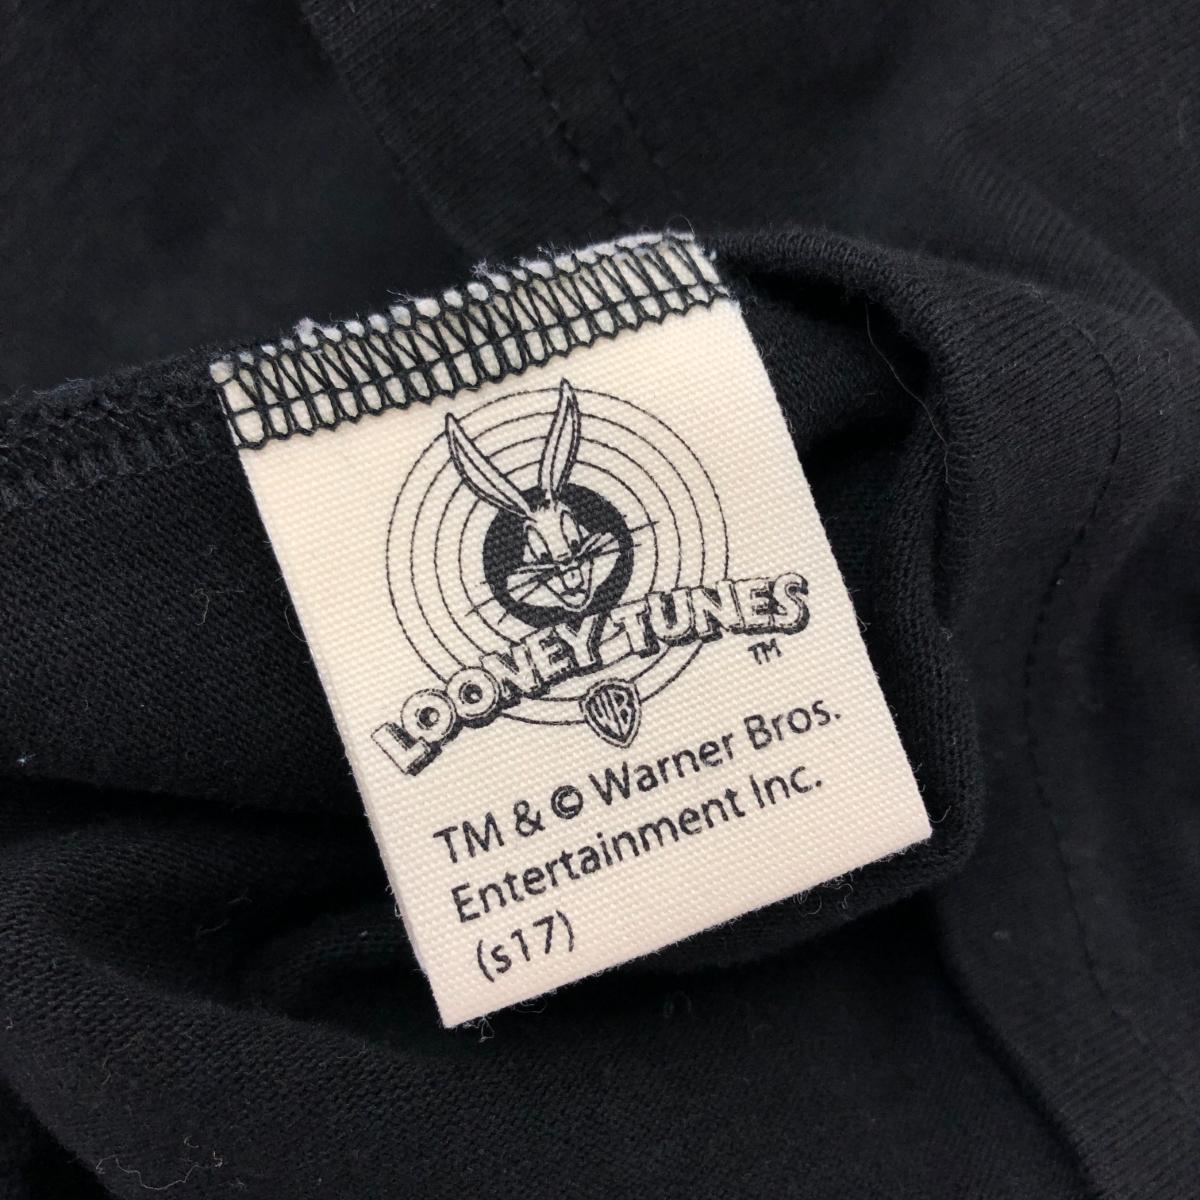 LOONEY TUNES
TM
WB
TM & © Warner Bros.
Entertainment Inc.
(s17)